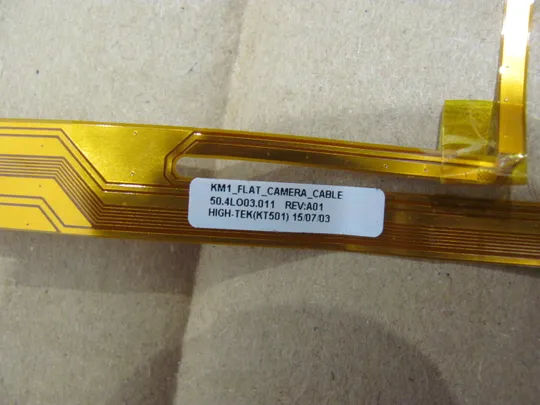 KM1_FLAT_CAMERA_CABLE
50.4LO03.011 REV:A01
HIGH-TEK(KT501) 15/07/03